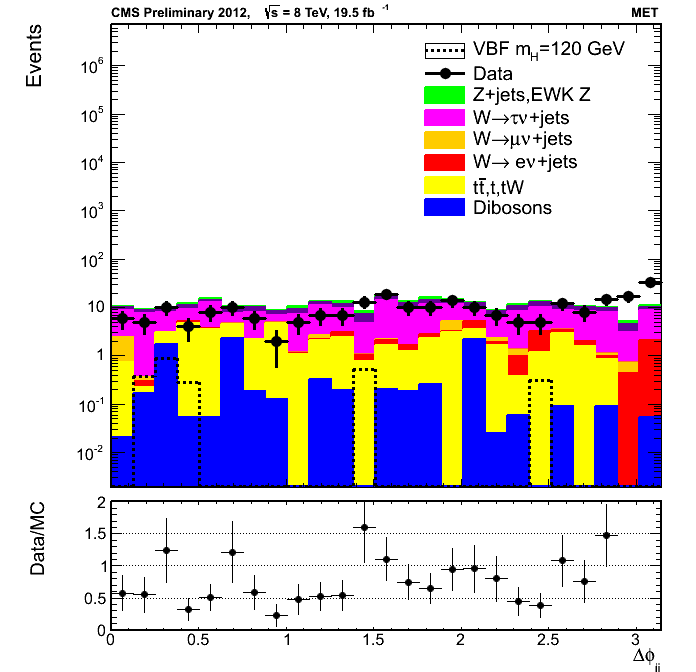 CMS Preliminary 2012, √s = 8 TeV, 19.5 fb⁻¹ MET
Events
VBF m_H=120 GeV
Data
Z+jets,EWK Z
W→τν+jets
W→μν+jets
W→ eν+jets
tt̄,t,tW
Dibosons
10⁶
10⁵
10⁴
10³
10²
10
1
10⁻¹
10⁻²
Data/MC
2
1.5
1
0.5
0
0 0.5 1 1.5 2 2.5 3
Δϕ_jj